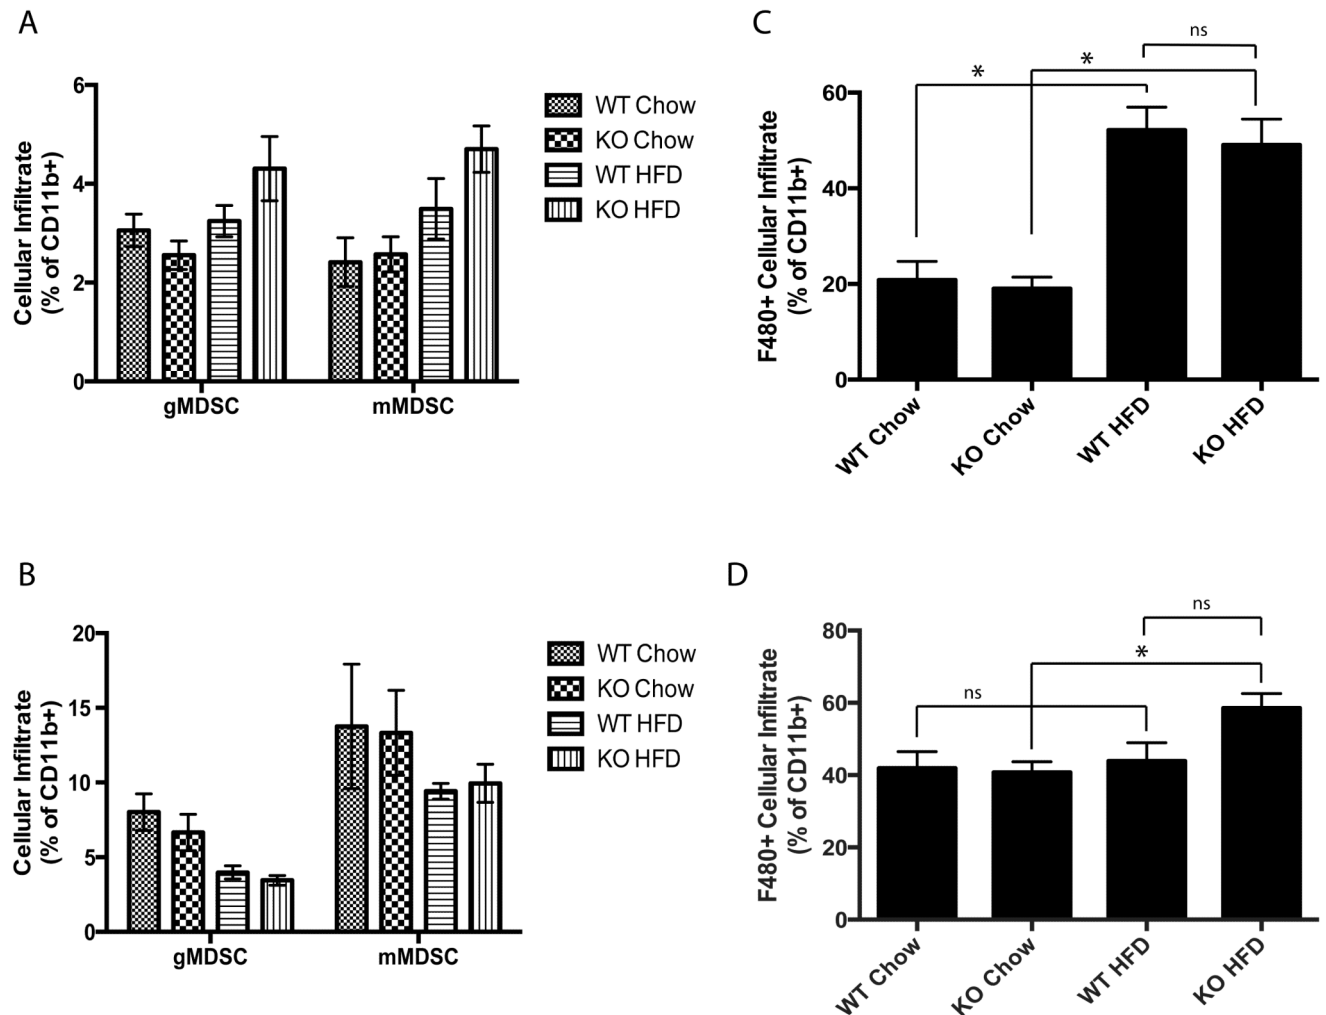 A
6
4
2
0
Cellular Infiltrate
(% of CD11b+)
gMDSC
mMDSC
WT Chow
KO Chow
WT HFD
KO HFD
C
ns
*
*
60
40
20
0
F480+ Cellular Infiltrate
(% of CD11b+)
WT Chow
KO Chow
WT HFD
KO HFD
B
20
15
10
5
0
Cellular Infiltrate
(% of CD11b+)
gMDSC
mMDSC
WT Chow
KO Chow
WT HFD
KO HFD
D
ns
*
ns
80
60
40
20
0
F480+ Cellular Infiltrate
(% of CD11b+)
WT Chow
KO Chow
WT HFD
KO HFD